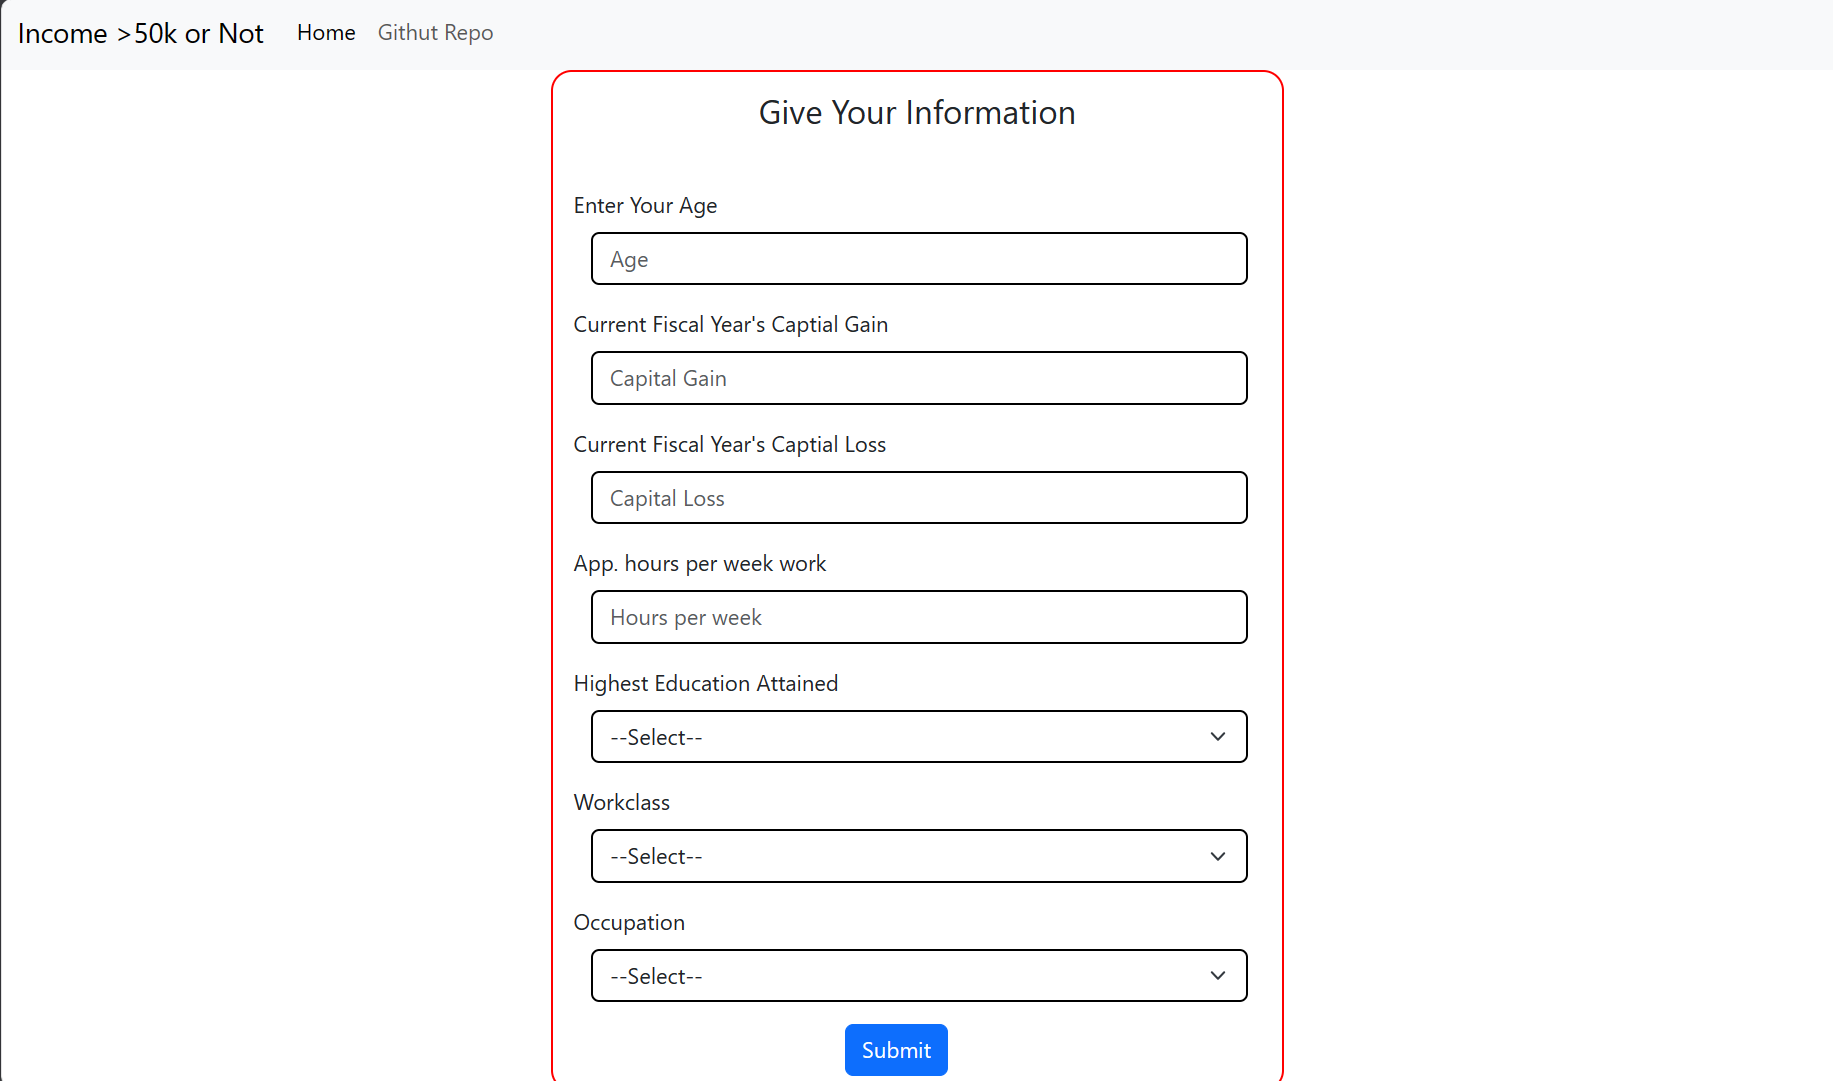 Income >50k or Not Home Githut Repo
Give Your Information
Enter Your Age
Age
Current Fiscal Year's Captial Gain
Capital Gain
Current Fiscal Year's Captial Loss
Capital Loss
App. hours per week work
Hours per week
Highest Education Attained
--Select--
Workclass
--Select--
Occupation
--Select--
Submit